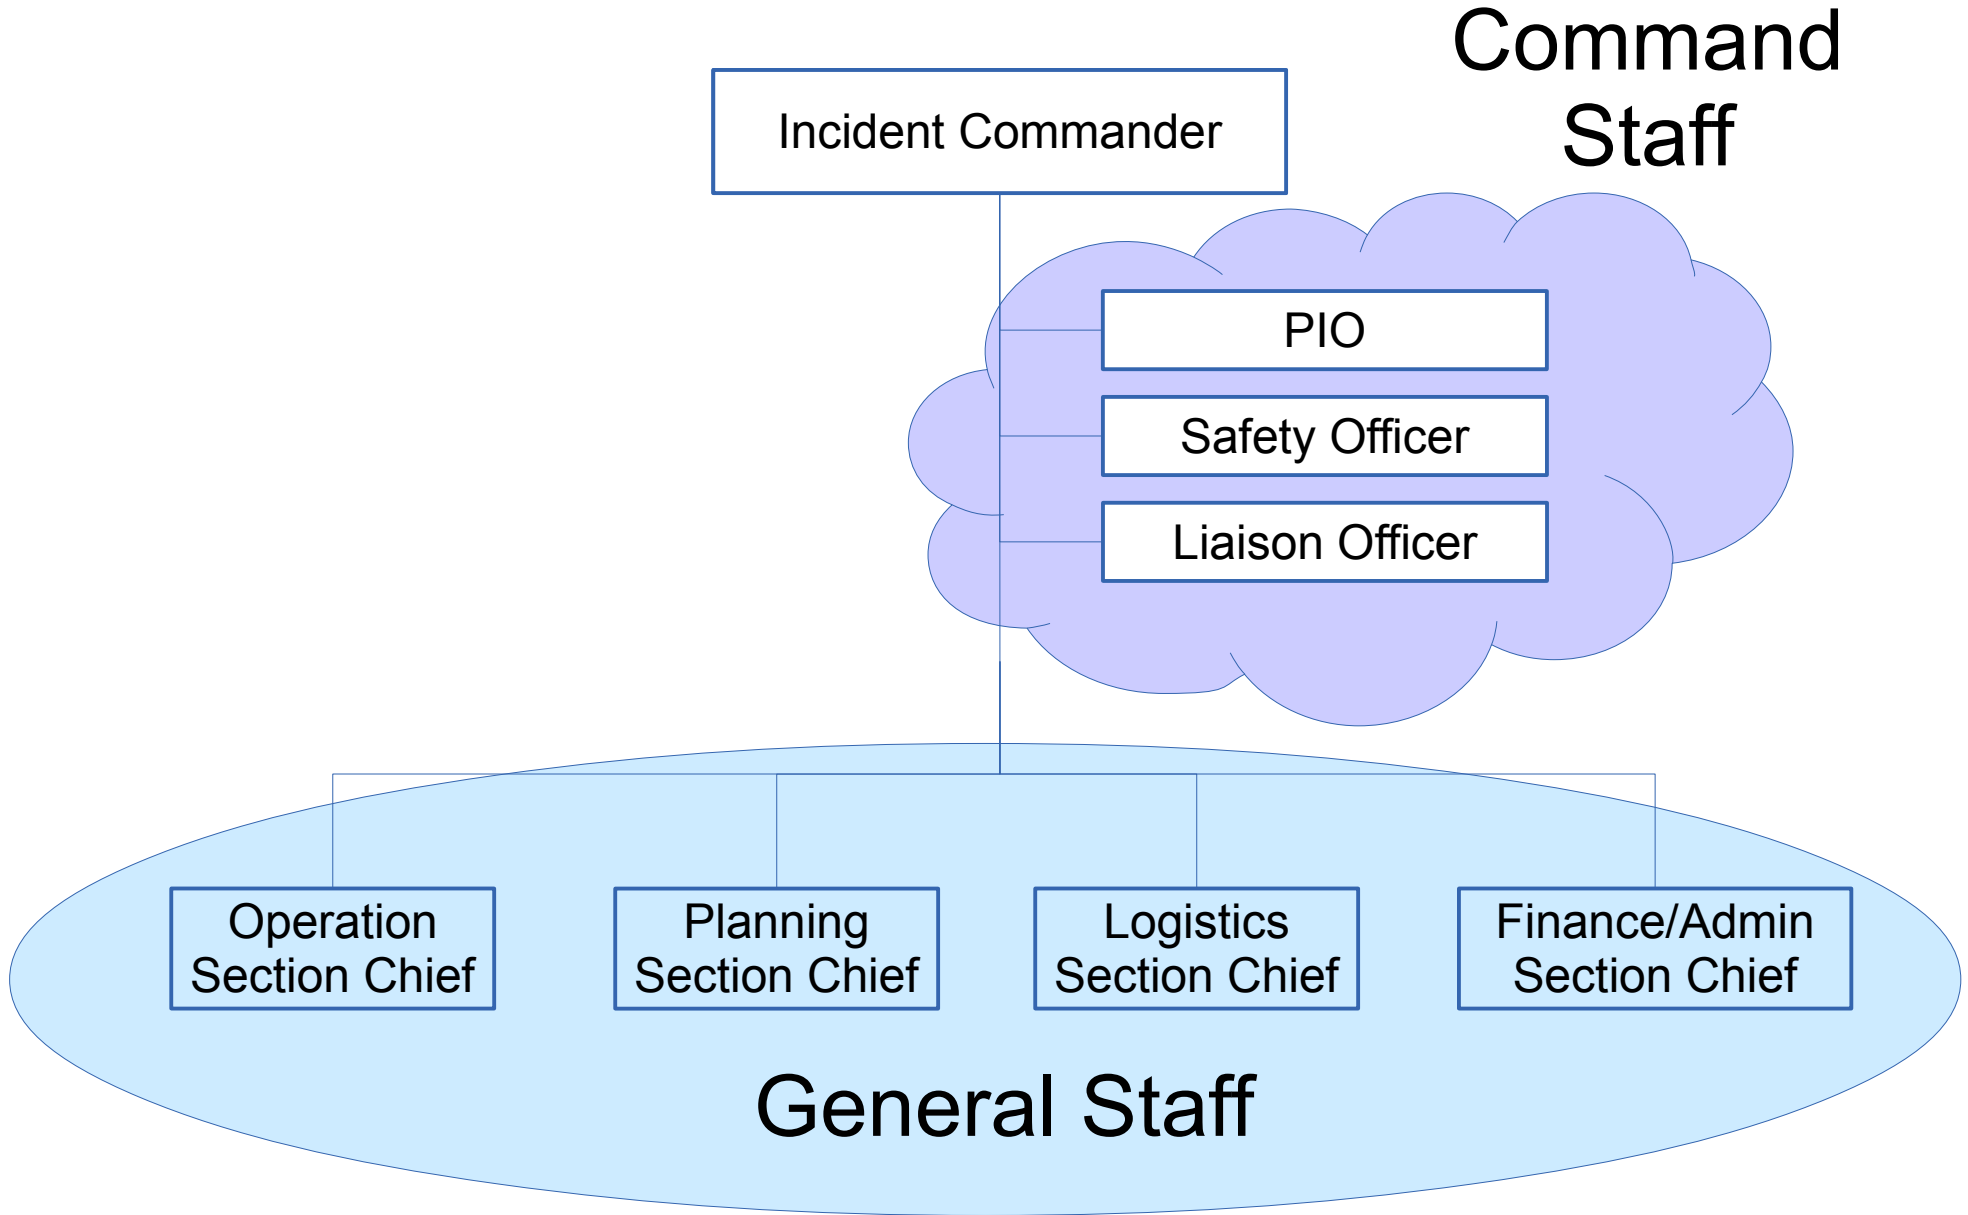 Command
Staff
Incident Commander
PIO
Safety Officer
Liaison Officer
Operation
Section Chief
Planning
Section Chief
Logistics
Section Chief
Finance/Admin
Section Chief
General Staff